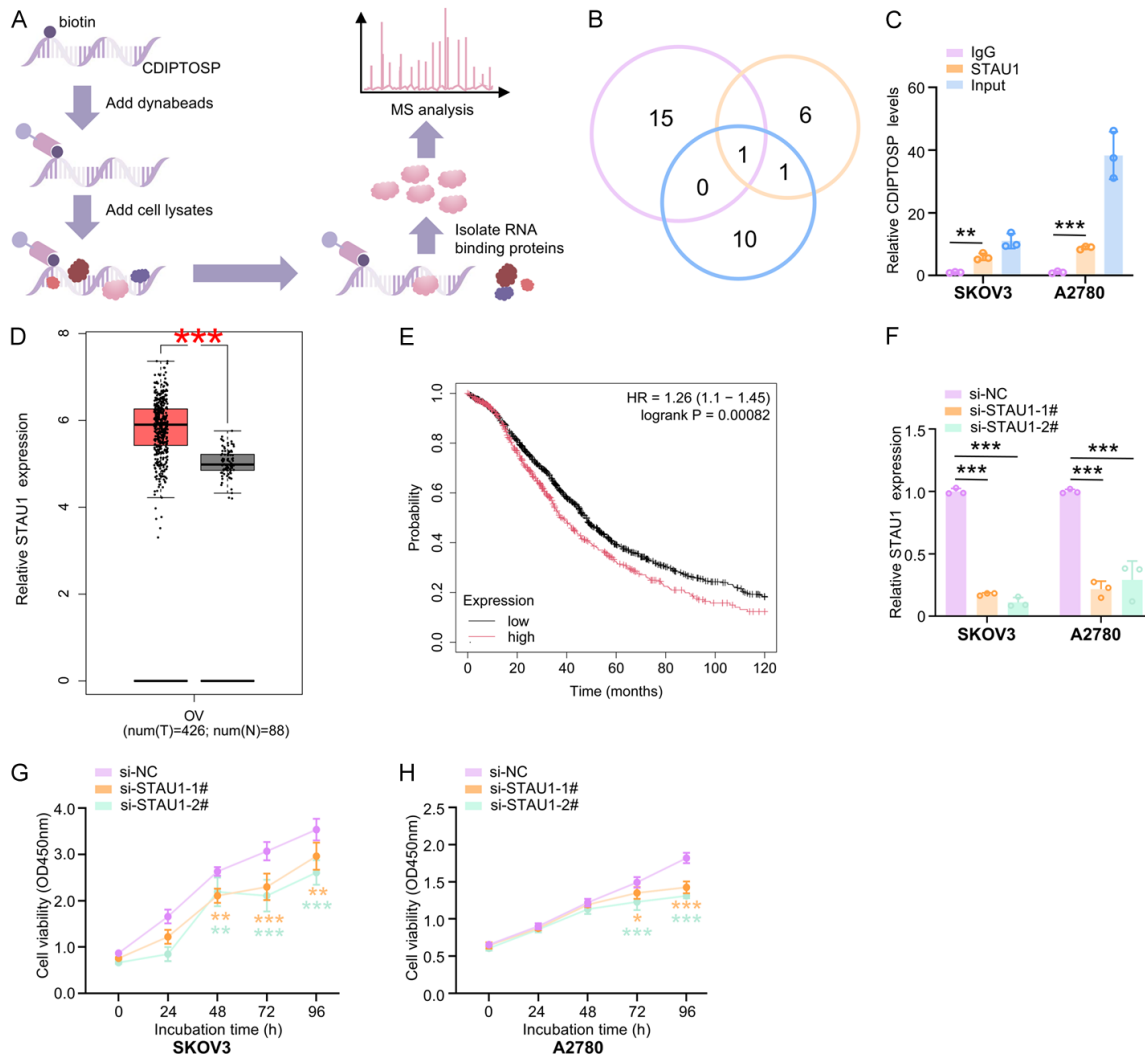 A
biotin
CDIPTOSP
Add dynabeads
Add cell lysates
MS analysis
Isolate RNA
binding proteins
B
15
6
1
0
1
10
C
IgG
STAU1
Input
Relative CDIPTOSP levels
60
40
20
10
5
0
**
***
SKOV3
A2780
D
***
Relative STAU1 expression
8
6
4
2
0
OV
(num(T)=426; num(N)=88)
E
HR = 1.26 (1.1 − 1.45)
logrank P = 0.00082
Probability
1.0
0.8
0.6
0.4
0.2
0.0
Expression
low
high
0
20
40
60
80
100
120
Time (months)
F
si-NC
si-STAU1-1#
si-STAU1-2#
Relative STAU1 expression
1.5
1.0
0.5
0
***
***
***
***
SKOV3
A2780
G
si-NC
si-STAU1-1#
si-STAU1-2#
Cell viability (OD450nm)
4.0
3.0
2.0
1.0
0.0
**
**
***
***
**
***
0
24
48
72
96
Incubation time (h)
SKOV3
H
si-NC
si-STAU1-1#
si-STAU1-2#
Cell viability (OD450nm)
2.5
2.0
1.5
1.0
0.5
0.0
*
***
***
***
0
24
48
72
96
Incubation time (h)
A2780